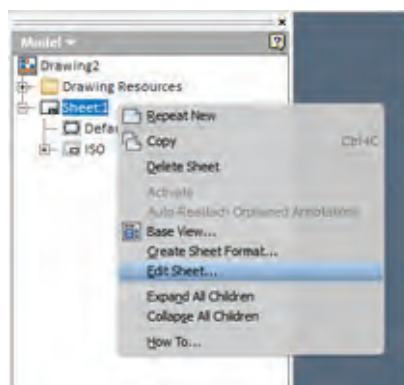 Model
Drawing2
Drawing Resources
Sheet:1
Defau
ISO
Repeat New
Copy Ctrl+C
Delete Sheet
Activate
Auto-Reattach Orphaned Annotations
Base View...
Create Sheet Format...
Edit Sheet...
Expand All Children
Collapse All Children
How To...